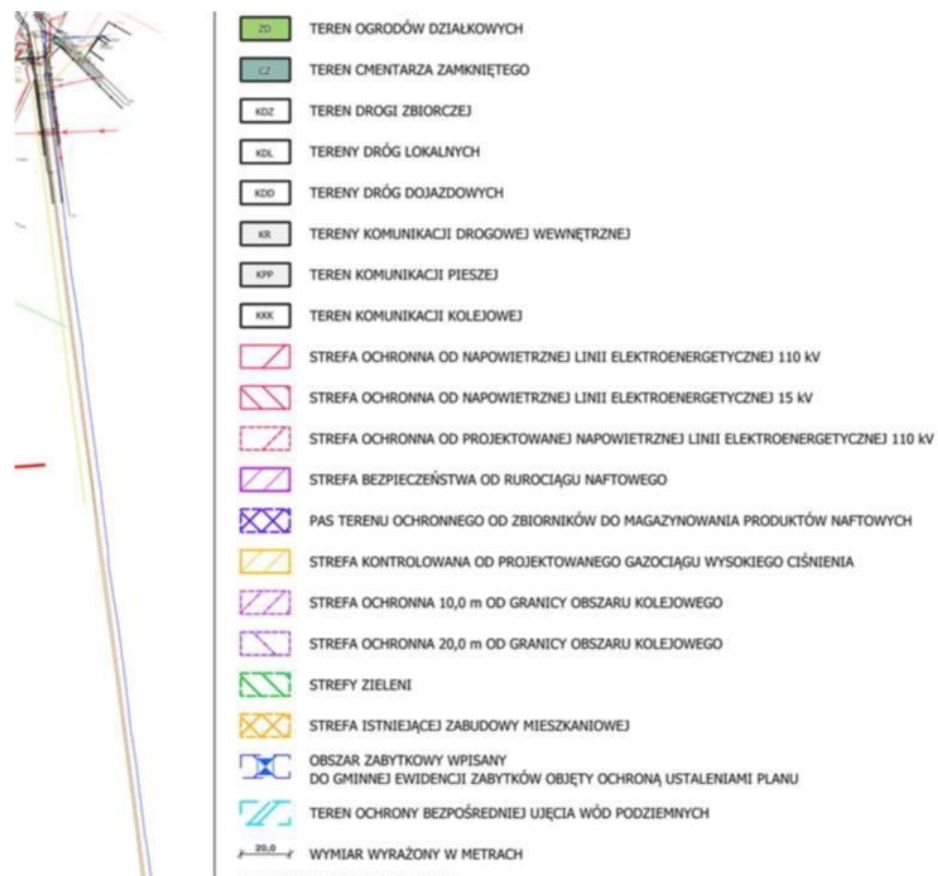 ZD TEREN OGRODÓW DZIAŁKOWYCH
CZ TEREN CMENTARZA ZAMKNIĘTEGO
KDZ TEREN DROGI ZBIORCZEJ
KDL TERENY DRÓG LOKALNYCH
KDD TERENY DRÓG DOJAZDOWYCH
KR TERENY KOMUNIKACJI DROGOWEJ WEWNĘTRZNEJ
KPP TEREN KOMUNIKACJI PIESZEJ
KKK TEREN KOMUNIKACJI KOLEJOWEJ
STREFA OCHRONNA OD NAPOWIETRZNEJ LINII ELEKTROENERGETYCZNEJ 110 kV
STREFA OCHRONNA OD NAPOWIETRZNEJ LINII ELEKTROENERGETYCZNEJ 15 kV
STREFA OCHRONNA OD PROJEKTOWANEJ NAPOWIETRZNEJ LINII ELEKTROENERGETYCZNEJ 110 kV
STREFA BEZPIECZEŃSTWA OD RUROCIĄGU NAFTOWEGO
PAS TERENU OCHRONNEGO OD ZBIORNIKÓW DO MAGAZYNOWANIA PRODUKTÓW NAFTOWYCH
STREFA KONTROLOWANA OD PROJEKTOWANEGO GAZOCIĄGU WYSOKIEGO CIŚNIENIA
STREFA OCHRONNA 10,0 m OD GRANICY OBSZARU KOLEJOWEGO
STREFA OCHRONNA 20,0 m OD GRANICY OBSZARU KOLEJOWEGO
STREFY ZIELENI
STREFA ISTNIEJĄCEJ ZABUDOWY MIESZKANIOWEJ
OBSZAR ZABYTKOWY WPISANY
DO GMINNEJ EWIDENCJI ZABYTKÓW OBJĘTY OCHRONĄ USTALENIAMI PLANU
TEREN OCHRONY BEZPOŚREDNIEJ UJĘCIA WÓD PODZIEMNYCH
20,0 WYMIAR WYRAŻONY W METRACH